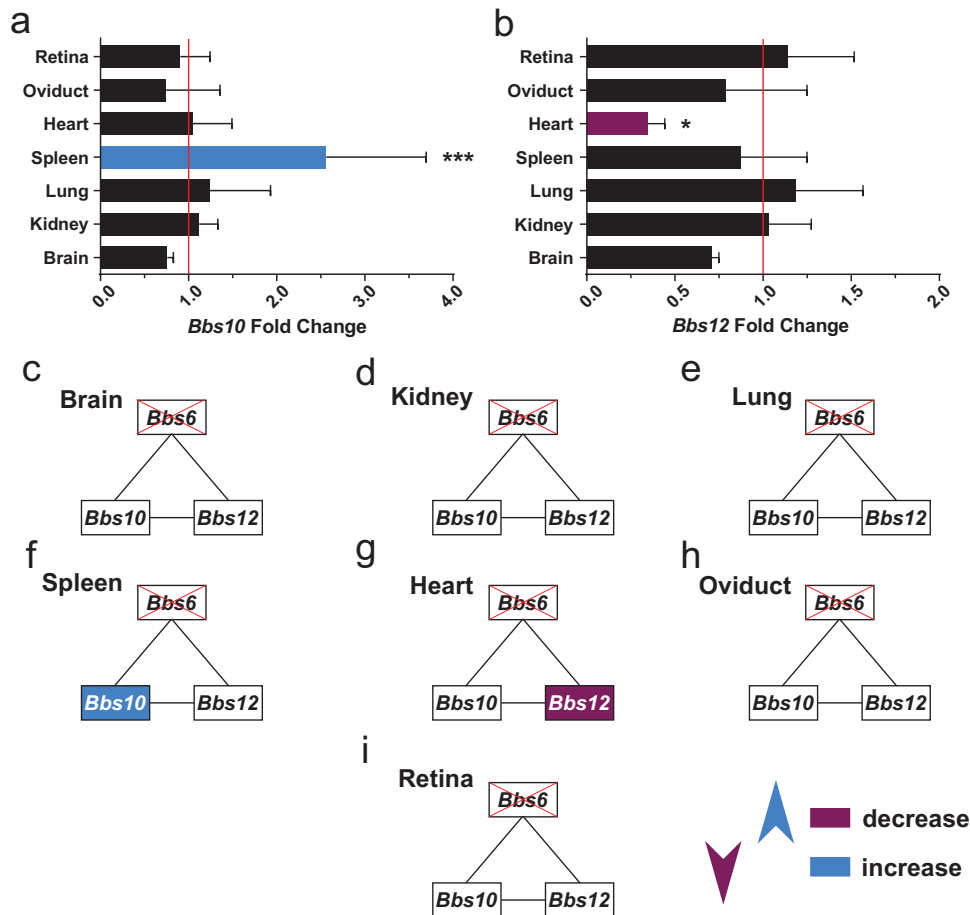 a
Retina
Oviduct
Heart
Spleen
***
Lung
Kidney
Brain
0.0 1.0 2.0 3.0 4.0
Bbs10 Fold Change
b
Retina
Oviduct
Heart
*
Spleen
Lung
Kidney
Brain
0.0 0.5 1.0 1.5 2.0
Bbs12 Fold Change
c
Brain
Bbs6
Bbs10 Bbs12
d
Kidney
Bbs6
Bbs10 Bbs12
e
Lung
Bbs6
Bbs10 Bbs12
f
Spleen
Bbs6
Bbs10 Bbs12
g
Heart
Bbs6
Bbs10 Bbs12
h
Oviduct
Bbs6
Bbs10 Bbs12
i
Retina
Bbs6
Bbs10 Bbs12
decrease
increase